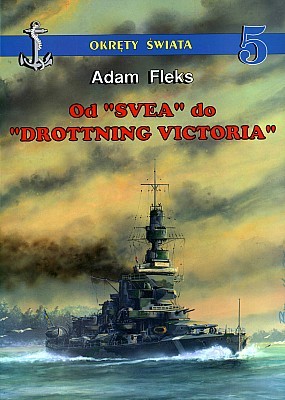 OKRĘTY ŚWIATA
5
Adam Fleks
Od "SVEA" do
"DROTTNING VICTORIA"